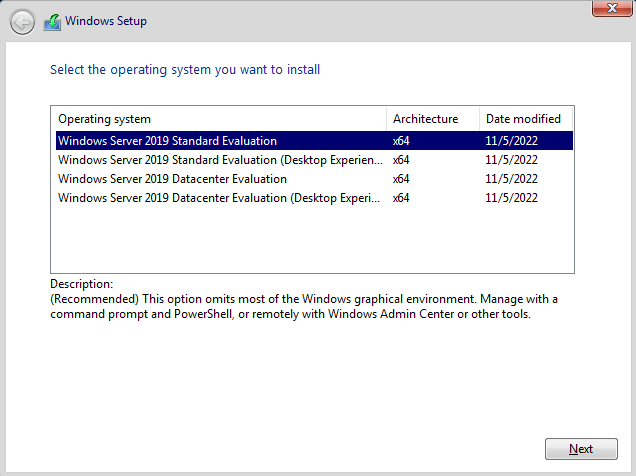 Windows Setup
Select the operating system you want to install
Operating system Architecture Date modified
Windows Server 2019 Standard Evaluation x64 11/5/2022
Windows Server 2019 Standard Evaluation (Desktop Experien... x64 11/5/2022
Windows Server 2019 Datacenter Evaluation x64 11/5/2022
Windows Server 2019 Datacenter Evaluation (Desktop Experi... x64 11/5/2022
Description:
(Recommended) This option omits most of the Windows graphical environment. Manage with a
command prompt and PowerShell, or remotely with Windows Admin Center or other tools.
Next